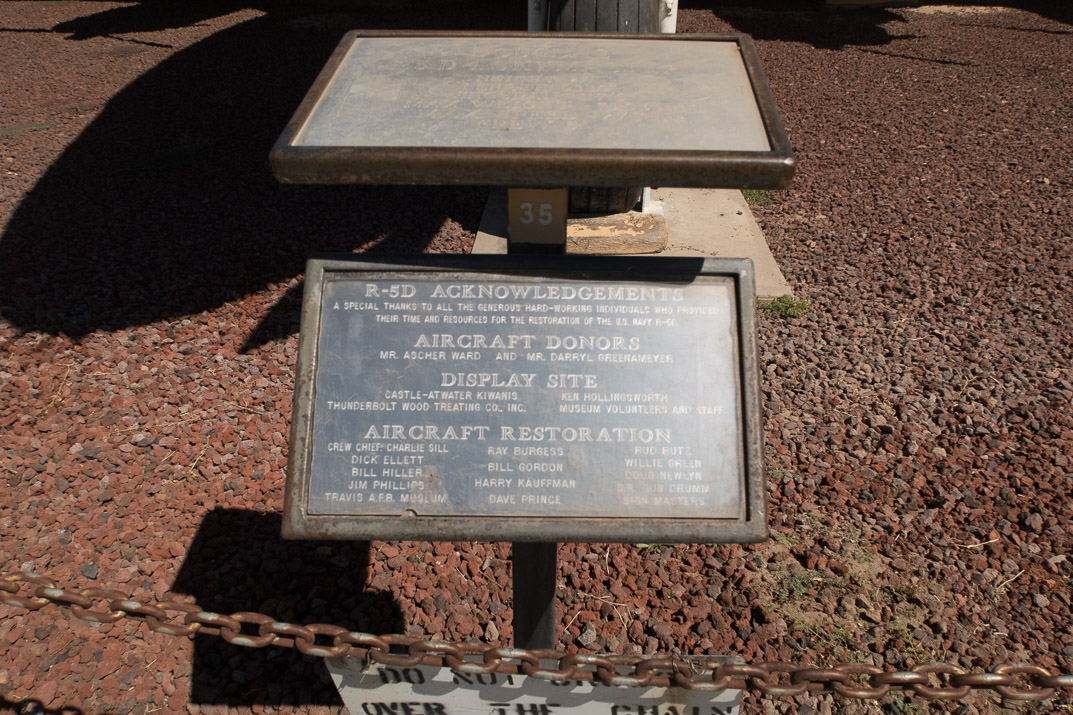 35
R-5D ACKNOWLEDGEMENTS
A SPECIAL THANKS TO ALL THE GENEROUS HARD-WORKING INDIVIDUALS WHO PROVIDED
THEIR TIME AND RESOURCES FOR THE RESTORATION OF THE U.S. NAVY R-5D.
AIRCRAFT DONORS
MR. ASCHER WARD AND MR. DARRYL GREENAMEYER
DISPLAY SITE
CASTLE-ATWATER KIWANIS KEN HOLLINGSWORTH
THUNDERBOLT WOOD TREATING CO., INC. MUSEUM VOLUNTEERS AND STAFF
AIRCRAFT RESTORATION
CREW CHIEF: CHARLIE SILL RAY BURGESS BUD BUTZ
DICK ELLETT BILL GORDON WILLIE GREEN
BILL HILLER HARRY KAUFFMAN DOUG NEWLYN
JIM PHILLIPS DAVE PRINCE BOB DRUMM
TRAVIS A.F.B. MUSEUM SIGN MASTERS
DO NOT
OVER THE CHAIN